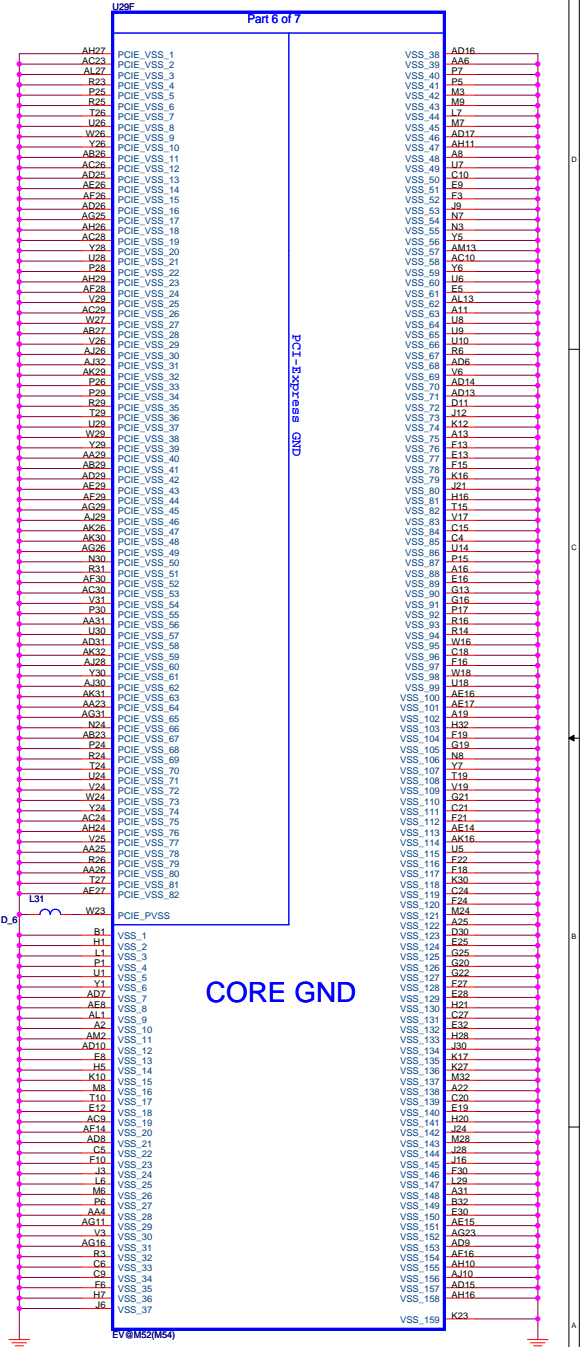 U29F
Part 6 of 7
AH27 PCIE_VSS_1
AC23 PCIE_VSS_2
AL27 PCIE_VSS_3
R23 PCIE_VSS_4
P25 PCIE_VSS_5
R25 PCIE_VSS_6
T26 PCIE_VSS_7
U26 PCIE_VSS_8
W26 PCIE_VSS_9
Y26 PCIE_VSS_10
AB26 PCIE_VSS_11
AC26 PCIE_VSS_12
AD25 PCIE_VSS_13
AE26 PCIE_VSS_14
AF26 PCIE_VSS_15
AD26 PCIE_VSS_16
AG25 PCIE_VSS_17
AH26 PCIE_VSS_18
AC28 PCIE_VSS_19
Y28 PCIE_VSS_20
U28 PCIE_VSS_21
P28 PCIE_VSS_22
AH29 PCIE_VSS_23
AF28 PCIE_VSS_24
V29 PCIE_VSS_25
AC29 PCIE_VSS_26
W27 PCIE_VSS_27
AB27 PCIE_VSS_28
V26 PCIE_VSS_29
AJ26 PCIE_VSS_30
AJ32 PCIE_VSS_31
AK29 PCIE_VSS_32
P26 PCIE_VSS_33
P29 PCIE_VSS_34
R29 PCIE_VSS_35
T29 PCIE_VSS_36
U29 PCIE_VSS_37
W29 PCIE_VSS_38
Y29 PCIE_VSS_39
AA29 PCIE_VSS_40
AB29 PCIE_VSS_41
AD29 PCIE_VSS_42
AE29 PCIE_VSS_43
AF29 PCIE_VSS_44
AG29 PCIE_VSS_45
AJ29 PCIE_VSS_46
AK26 PCIE_VSS_47
AK30 PCIE_VSS_48
AG26 PCIE_VSS_49
N30 PCIE_VSS_50
R31 PCIE_VSS_51
AF30 PCIE_VSS_52
AC30 PCIE_VSS_53
V31 PCIE_VSS_54
P30 PCIE_VSS_55
AA31 PCIE_VSS_56
U30 PCIE_VSS_57
AD31 PCIE_VSS_58
AK32 PCIE_VSS_59
AJ28 PCIE_VSS_60
Y30 PCIE_VSS_61
AJ30 PCIE_VSS_62
AK31 PCIE_VSS_63
AA23 PCIE_VSS_64
AG31 PCIE_VSS_65
N24 PCIE_VSS_66
AB23 PCIE_VSS_67
P24 PCIE_VSS_68
R24 PCIE_VSS_69
T24 PCIE_VSS_70
U24 PCIE_VSS_71
V24 PCIE_VSS_72
W24 PCIE_VSS_73
Y24 PCIE_VSS_74
AC24 PCIE_VSS_75
AH24 PCIE_VSS_76
V25 PCIE_VSS_77
AA25 PCIE_VSS_78
R26 PCIE_VSS_79
AA26 PCIE_VSS_80
T27 PCIE_VSS_81
AE27 PCIE_VSS_82
L31
D_6
W23 PCIE_PVSS
PCI-Express GND
B1 VSS_1
H1 VSS_2
L1 VSS_3
P1 VSS_4
U1 VSS_5
Y1 VSS_6
AD7 VSS_7
AE8 VSS_8
AL1 VSS_9
A2 VSS_10
AM2 VSS_11
AD10 VSS_12
E8 VSS_13
H5 VSS_14
K10 VSS_15
M8 VSS_16
T10 VSS_17
E12 VSS_18
AC9 VSS_19
AF14 VSS_20
AD8 VSS_21
C5 VSS_22
F10 VSS_23
J3 VSS_24
L6 VSS_25
M6 VSS_26
P6 VSS_27
AA4 VSS_28
AG11 VSS_29
V3 VSS_30
AG16 VSS_31
R3 VSS_32
C6 VSS_33
C9 VSS_34
F6 VSS_35
H7 VSS_36
J6 VSS_37
CORE GND
VSS_38 AD16
VSS_39 AA6
VSS_40 P7
VSS_41 P5
VSS_42 M3
VSS_43 M9
VSS_44 L7
VSS_45 M7
VSS_46 AD17
VSS_47 AH11
VSS_48 A8
VSS_49 U7
VSS_50 C10
VSS_51 E9
VSS_52 F3
VSS_53 J9
VSS_54 N7
VSS_55 N3
VSS_56 Y5
VSS_57 AM13
VSS_58 AC10
VSS_59 Y6
VSS_60 U6
VSS_61 E5
VSS_62 AL13
VSS_63 A11
VSS_64 U8
VSS_65 U9
VSS_66 U10
VSS_67 R6
VSS_68 AD6
VSS_69 V6
VSS_70 AD14
VSS_71 AD13
VSS_72 D11
VSS_73 J12
VSS_74 K12
VSS_75 A13
VSS_76 F13
VSS_77 E13
VSS_78 F15
VSS_79 K16
VSS_80 J21
VSS_81 H16
VSS_82 T15
VSS_83 V17
VSS_84 C15
VSS_85 C4
VSS_86 U14
VSS_87 P15
VSS_88 A16
VSS_89 E16
VSS_90 G13
VSS_91 G16
VSS_92 P17
VSS_93 R16
VSS_94 R14
VSS_95 W16
VSS_96 C18
VSS_97 F16
VSS_98 W18
VSS_99 U18
VSS_100 AE16
VSS_101 AE17
VSS_102 A19
VSS_103 H32
VSS_104 F19
VSS_105 G19
VSS_106 N8
VSS_107 Y7
VSS_108 T19
VSS_109 V19
VSS_110 G21
VSS_111 C21
VSS_112 F21
VSS_113 AE14
VSS_114 AK16
VSS_115 U5
VSS_116 F22
VSS_117 F18
VSS_118 K30
VSS_119 C24
VSS_120 F24
VSS_121 M24
VSS_122 A25
VSS_123 D30
VSS_124 E25
VSS_125 G25
VSS_126 G20
VSS_127 G22
VSS_128 F27
VSS_129 E28
VSS_130 H21
VSS_131 C27
VSS_132 E32
VSS_133 H28
VSS_134 J30
VSS_135 K17
VSS_136 K27
VSS_137 M32
VSS_138 A22
VSS_139 C20
VSS_140 E19
VSS_141 H20
VSS_142 J24
VSS_143 M28
VSS_144 J28
VSS_145 J16
VSS_146 F30
VSS_147 L29
VSS_148 A31
VSS_149 B32
VSS_150 E30
VSS_151 AE15
VSS_152 AG23
VSS_153 AD9
VSS_154 AF16
VSS_155 AH10
VSS_156 AJ10
VSS_157 AD15
VSS_158 AH16
VSS_159 K23
EV@M52(M54)
D
C
B
A